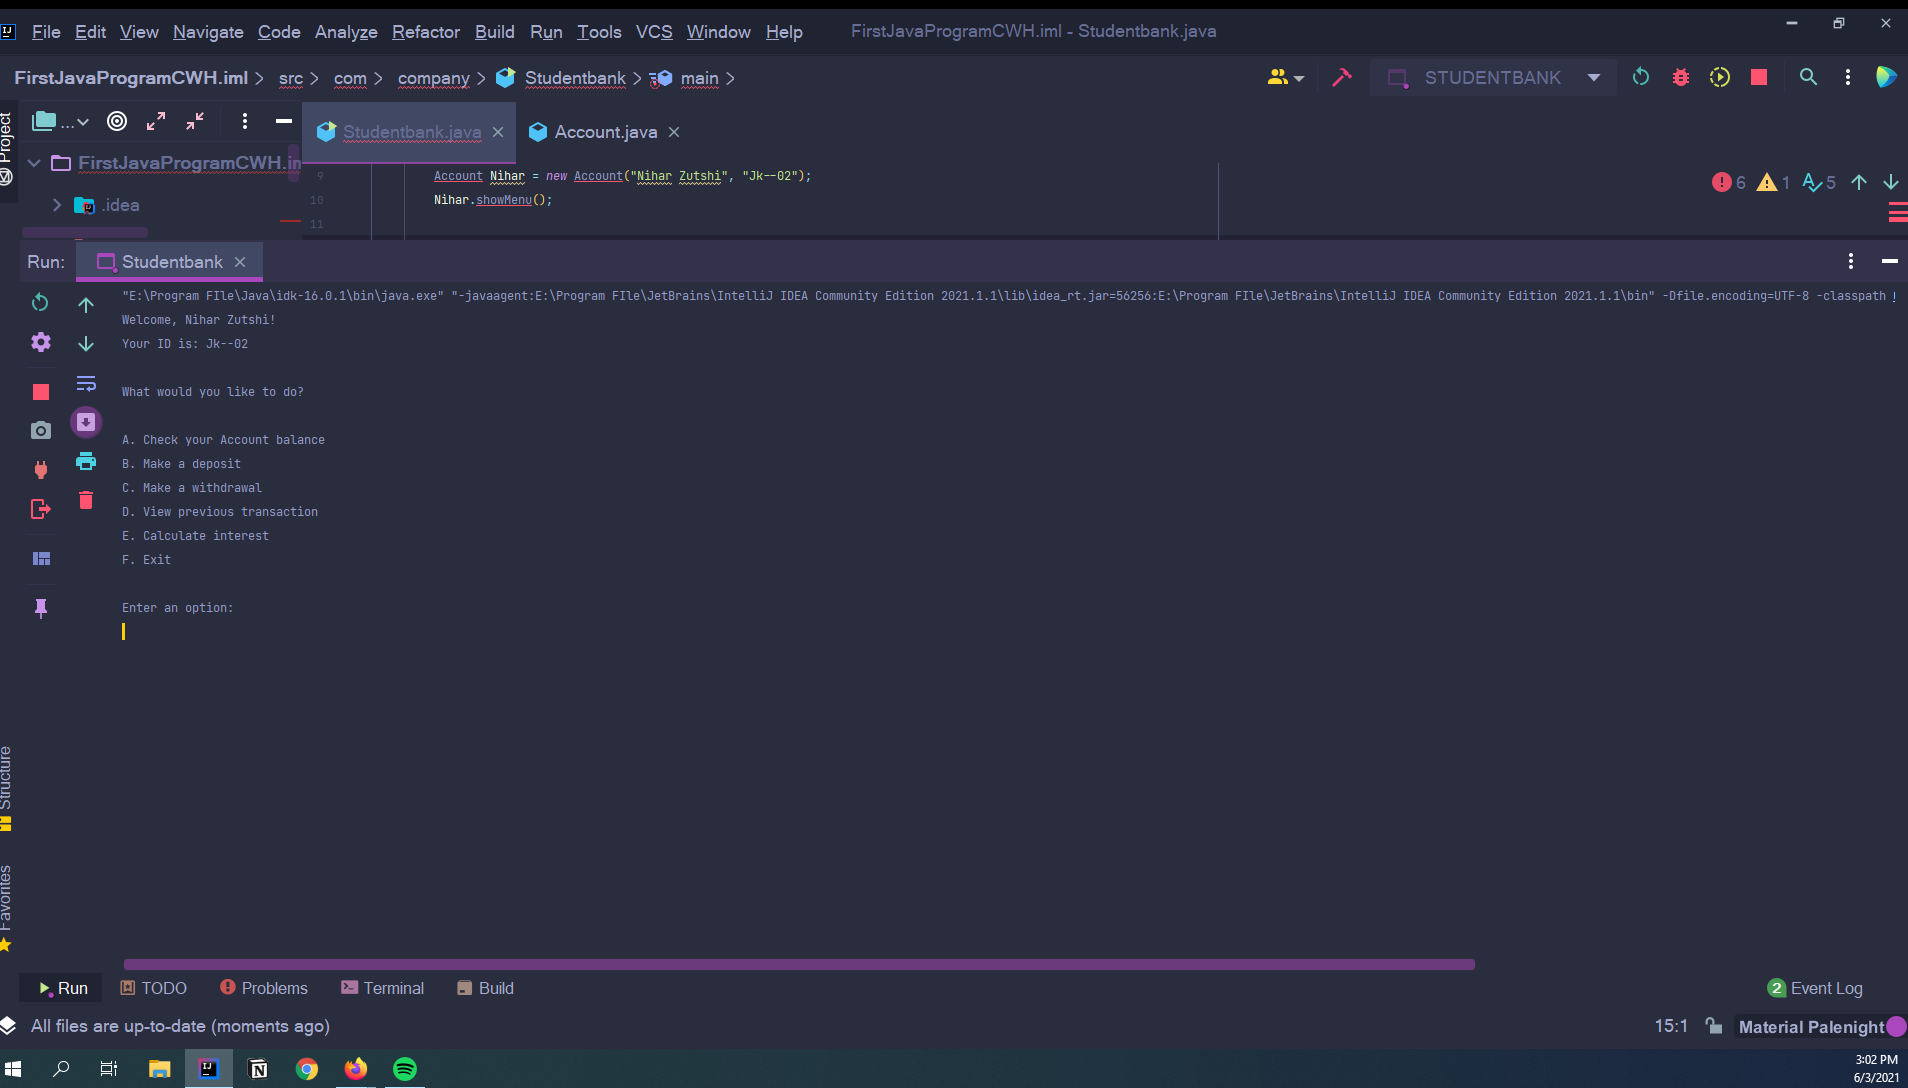 File Edit View Navigate Code Analyze Refactor Build Run Tools VCS Window Help FirstJavaProgramCWH.iml - Studentbank.java
FirstJavaProgramCWH.iml > src > com > company > Studentbank > main > STUDENTBANK
Project
... Studentbank.java Account.java
FirstJavaProgramCWH.in
.idea
9 Account Nihar = new Account("Nihar Zutshi", "Jk--02");
10 Nihar.showMenu();
11
6 1 5
Run: Studentbank
"E:\Program FIle\Java\idk-16.0.1\bin\java.exe" "-javaagent:E:\Program FIle\JetBrains\IntelliJ IDEA Community Edition 2021.1.1\lib\idea_rt.jar=56256:E:\Program FIle\JetBrains\IntelliJ IDEA Community Edition 2021.1.1\bin" -Dfile.encoding=UTF-8 -classpath
Welcome, Nihar Zutshi!
Your ID is: Jk--02
What would you like to do?
A. Check your Account balance
B. Make a deposit
C. Make a withdrawal
D. View previous transaction
E. Calculate interest
F. Exit
Enter an option:
Structure
Favorites
Run TODO Problems Terminal Build 2 Event Log
All files are up-to-date (moments ago) 15:1 Material Palenight
3:02 PM
6/3/2021